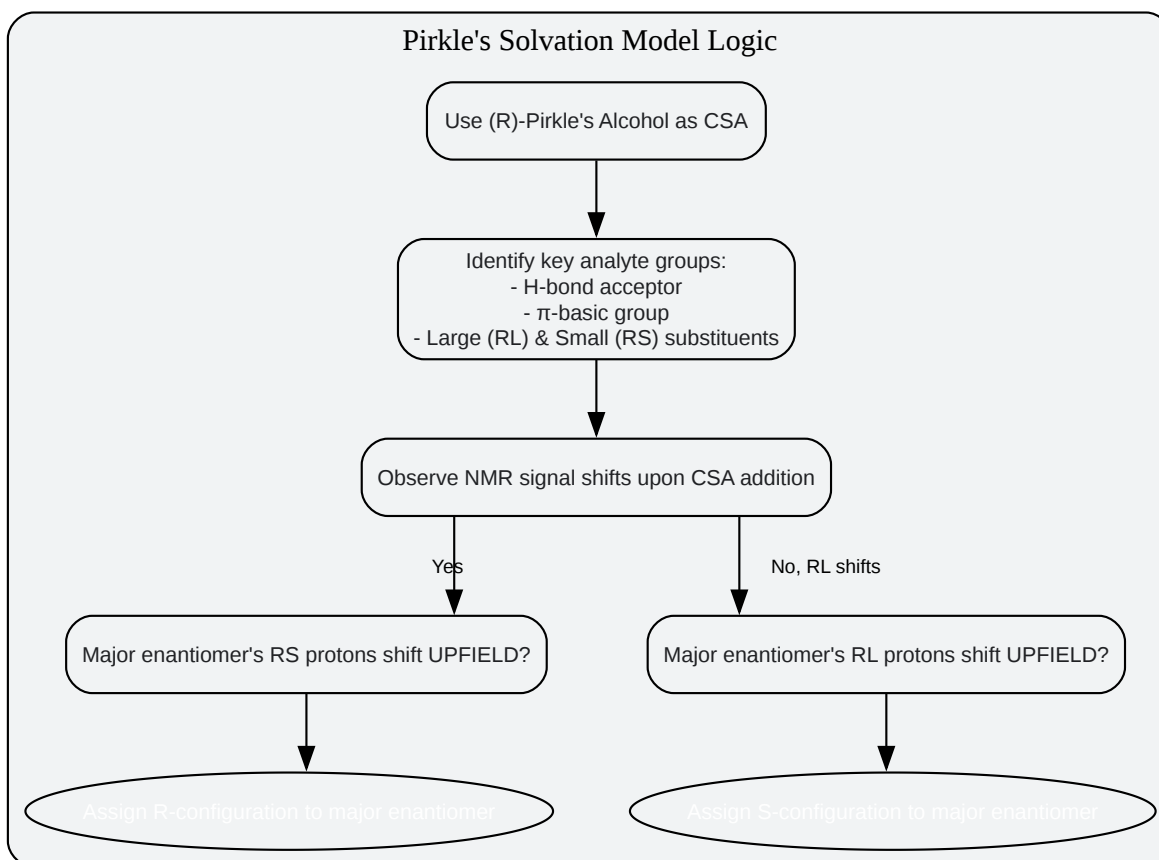 Pirkle's Solvation Model Logic
Use (R)-Pirkle's Alcohol as CSA
Identify key analyte groups:
- H-bond acceptor
- π-basic group
- Large (RL) & Small (RS) substituents
Observe NMR signal shifts upon CSA addition
Yes
No, RL shifts
Major enantiomer's RS protons shift UPFIELD?
Major enantiomer's RL protons shift UPFIELD?
Assign R-configuration to major enantiomer
Assign S-configuration to major enantiomer